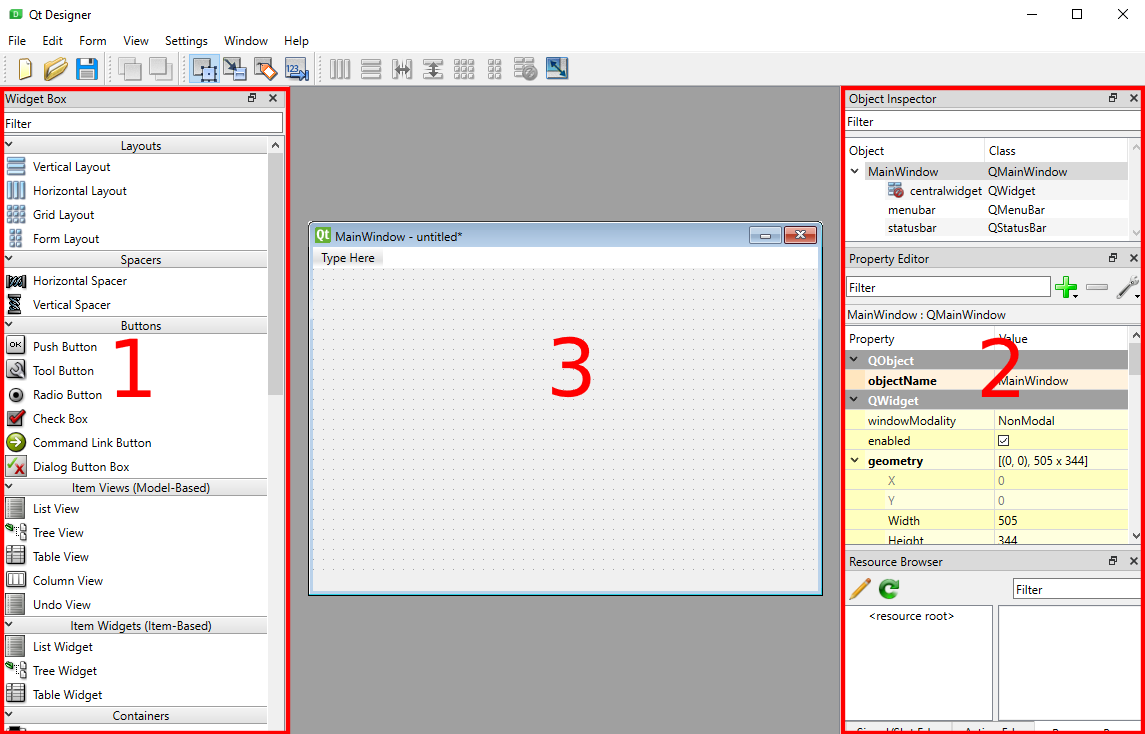 Qt Designer
File Edit Form View Settings Window Help
Widget Box
Filter
Layouts
Vertical Layout
Horizontal Layout
Grid Layout
Form Layout
Spacers
Horizontal Spacer
Vertical Spacer
Buttons
OK Push Button
Tool Button
Radio Button
Check Box
Command Link Button
Dialog Button Box
Item Views (Model-Based)
List View
Tree View
Table View
Column View
Undo View
Item Widgets (Item-Based)
List Widget
Tree Widget
Table Widget
Containers
1
Qt MainWindow - untitled*
Type Here
3
Object Inspector
Filter
Object Class
MainWindow QMainWindow
centralwidget QWidget
menubar QMenuBar
statusbar QStatusBar
Property Editor
Filter
MainWindow : QMainWindow
Property Value
QObject
objectName MainWindow
QWidget
windowModality NonModal
enabled
geometry [(0, 0), 505 x 344]
X 0
Y 0
Width 505
Height 344
2
Resource Browser
Filter
<resource root>